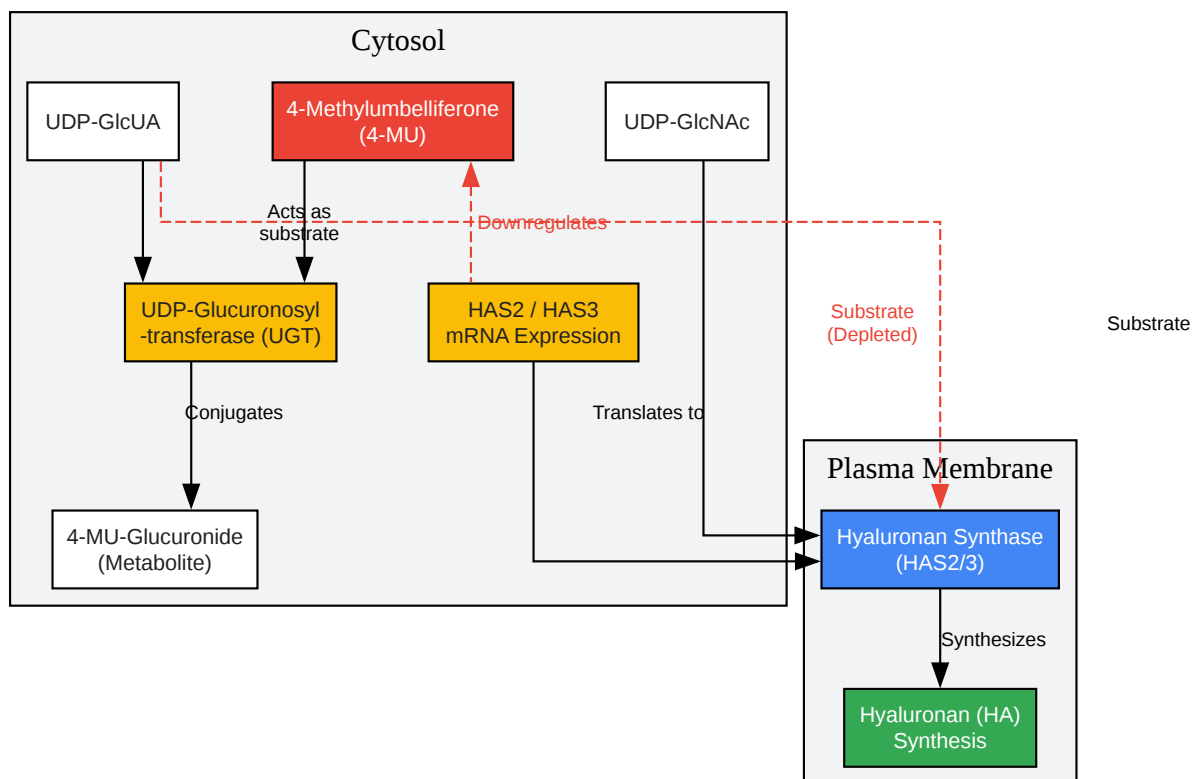 Cytosol
UDP-GlcUA
4-Methylumbelliferone
(4-MU)
UDP-GlcNAc
Acts as
substrate
Downregulates
UDP-Glucuronosyl
-transferase (UGT)
HAS2 / HAS3
mRNA Expression
Substrate
(Depleted)
Substrate
Conjugates
Translates to
Plasma Membrane
4-MU-Glucuronide
(Metabolite)
Hyaluronan Synthase
(HAS2/3)
Synthesizes
Hyaluronan (HA)
Synthesis